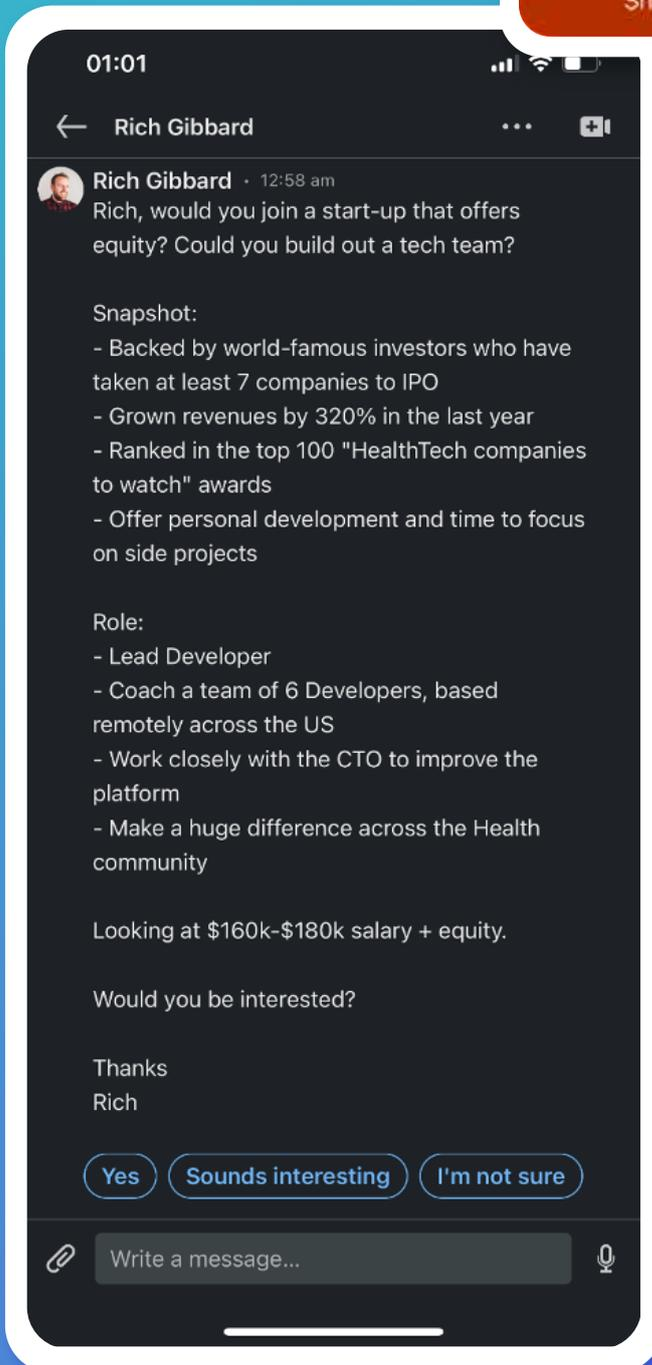 01:01
Rich Gibbard
Rich Gibbard · 12:58 am
Rich, would you join a start-up that offers
equity? Could you build out a tech team?
Snapshot:
- Backed by world-famous investors who have
taken at least 7 companies to IPO
- Grown revenues by 320% in the last year
- Ranked in the top 100 "HealthTech companies
to watch" awards
- Offer personal development and time to focus
on side projects
Role:
- Lead Developer
- Coach a team of 6 Developers, based
remotely across the US
- Work closely with the CTO to improve the
platform
- Make a huge difference across the Health
community
Looking at $160k-$180k salary + equity.
Would you be interested?
Thanks
Rich
Yes Sounds interesting I'm not sure
Write a message...